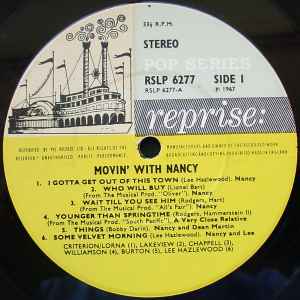 33⅓ R.P.M.
STEREO
POP SERIES
RSLP 6277 SIDE 1
RSLP 6277-A ℗ 1967
reprise:
MOVIN' WITH NANCY
1. I GOTTA GET OUT OF THIS TOWN (Lee Hazlewood) Nancy
2. WHO WILL BUY (Lionel Bart)
(From The Musical Prod. "Oliver") Nancy
3. WAIT TILL YOU SEE HIM (Rodgers, Hart)
(From The Musical Prod. "All's Fair") Nancy
4. YOUNGER THAN SPRINGTIME (Rodgers, Hammerstein II)
(From The Musical Prod. "South Pacific") A Very Close Relative
5. THINGS (Bobby Darin) Nancy and Dean Martin
6. SOME VELVET MORNING (Lee Hazlewood) Nancy and Lee
CRITERION/LORNA (1), LAKEVIEW (2), CHAPPELL (3),
WILLIAMSON (4), BURTON (5), LEE HAZLEWOOD (6)